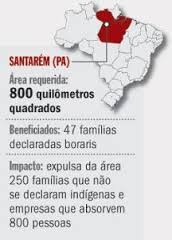 SANTARÉM (PA)
Área requerida:
800 quilômetros
quadrados
Beneficiados: 47 famílias
declaradas boraris
Impacto: expulsa da área
250 famílias que não
se declaram indígenas e
empresas que absorvem
800 pessoas